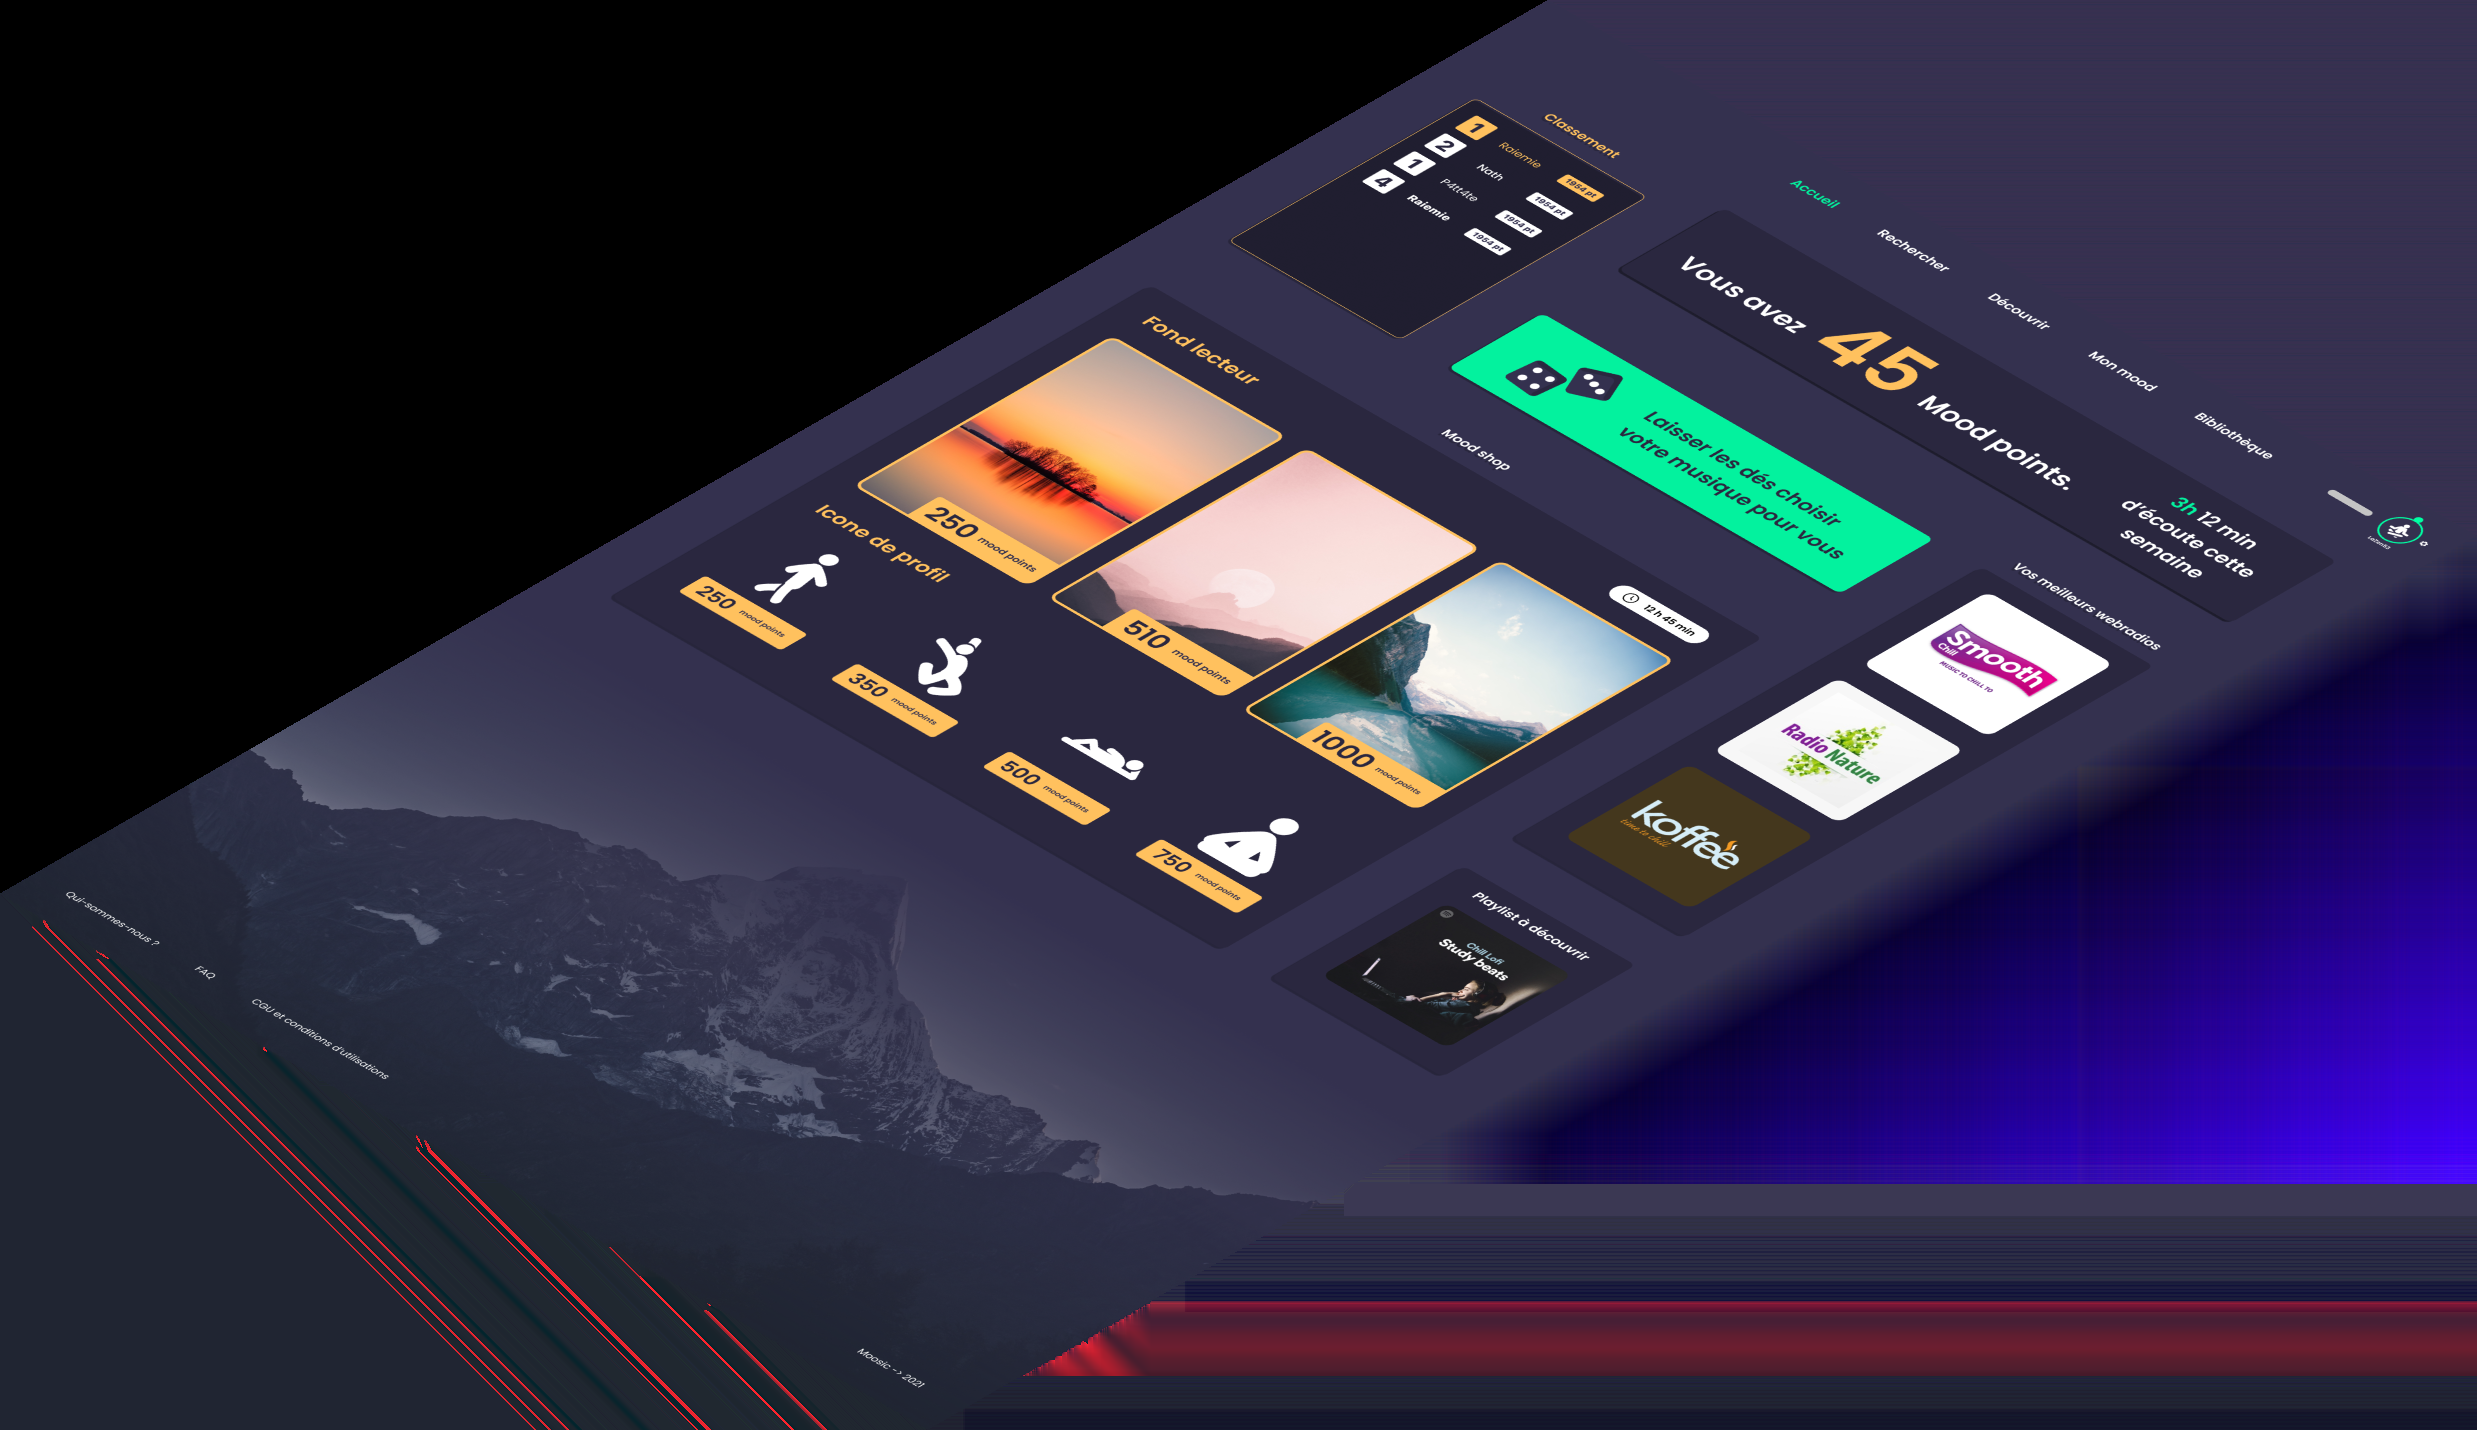 Accueil
Rechercher
Découvrir
Mon mood
Bibliothèque
Classement
1 Raiemie 1954 pt
2 Nath 1954 pt
1 P4tt4te 1954 pt
4 Raiemie 1954 pt
Vous avez 45 Mood points.
3h 12 min
d'écoute cette
semaine
Laisser les dés choisir
votre musique pour vous
Mood shop
12 h 45 min
Fond lecteur
250 mood points
510 mood points
1000 mood points
Icone de profil
250 mood points
350 mood points
500 mood points
750 mood points
Vos meilleurs webradios
Smooth
Chill
MUSIC TO CHILL TO
Radio Nature
koffee
time to chill
Playlist à découvrir
Chill Lofi
Study beats
Qui-sommes-nous ?
FAQ
CGU et conditions d'utilisations
Moosic -> 2021